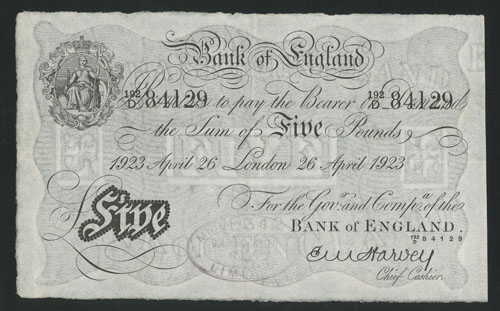 Bank of England
192/D 84129 192/D 84129
to pay the Bearer
the Sum of Five Pounds
1923 April 26 London 26 April 1923
For the Gov.r and Comp.a of the
BANK OF ENGLAND.
192/D 84129
£5 Five
E M Harvey
Chief Cashier.
LIMITED